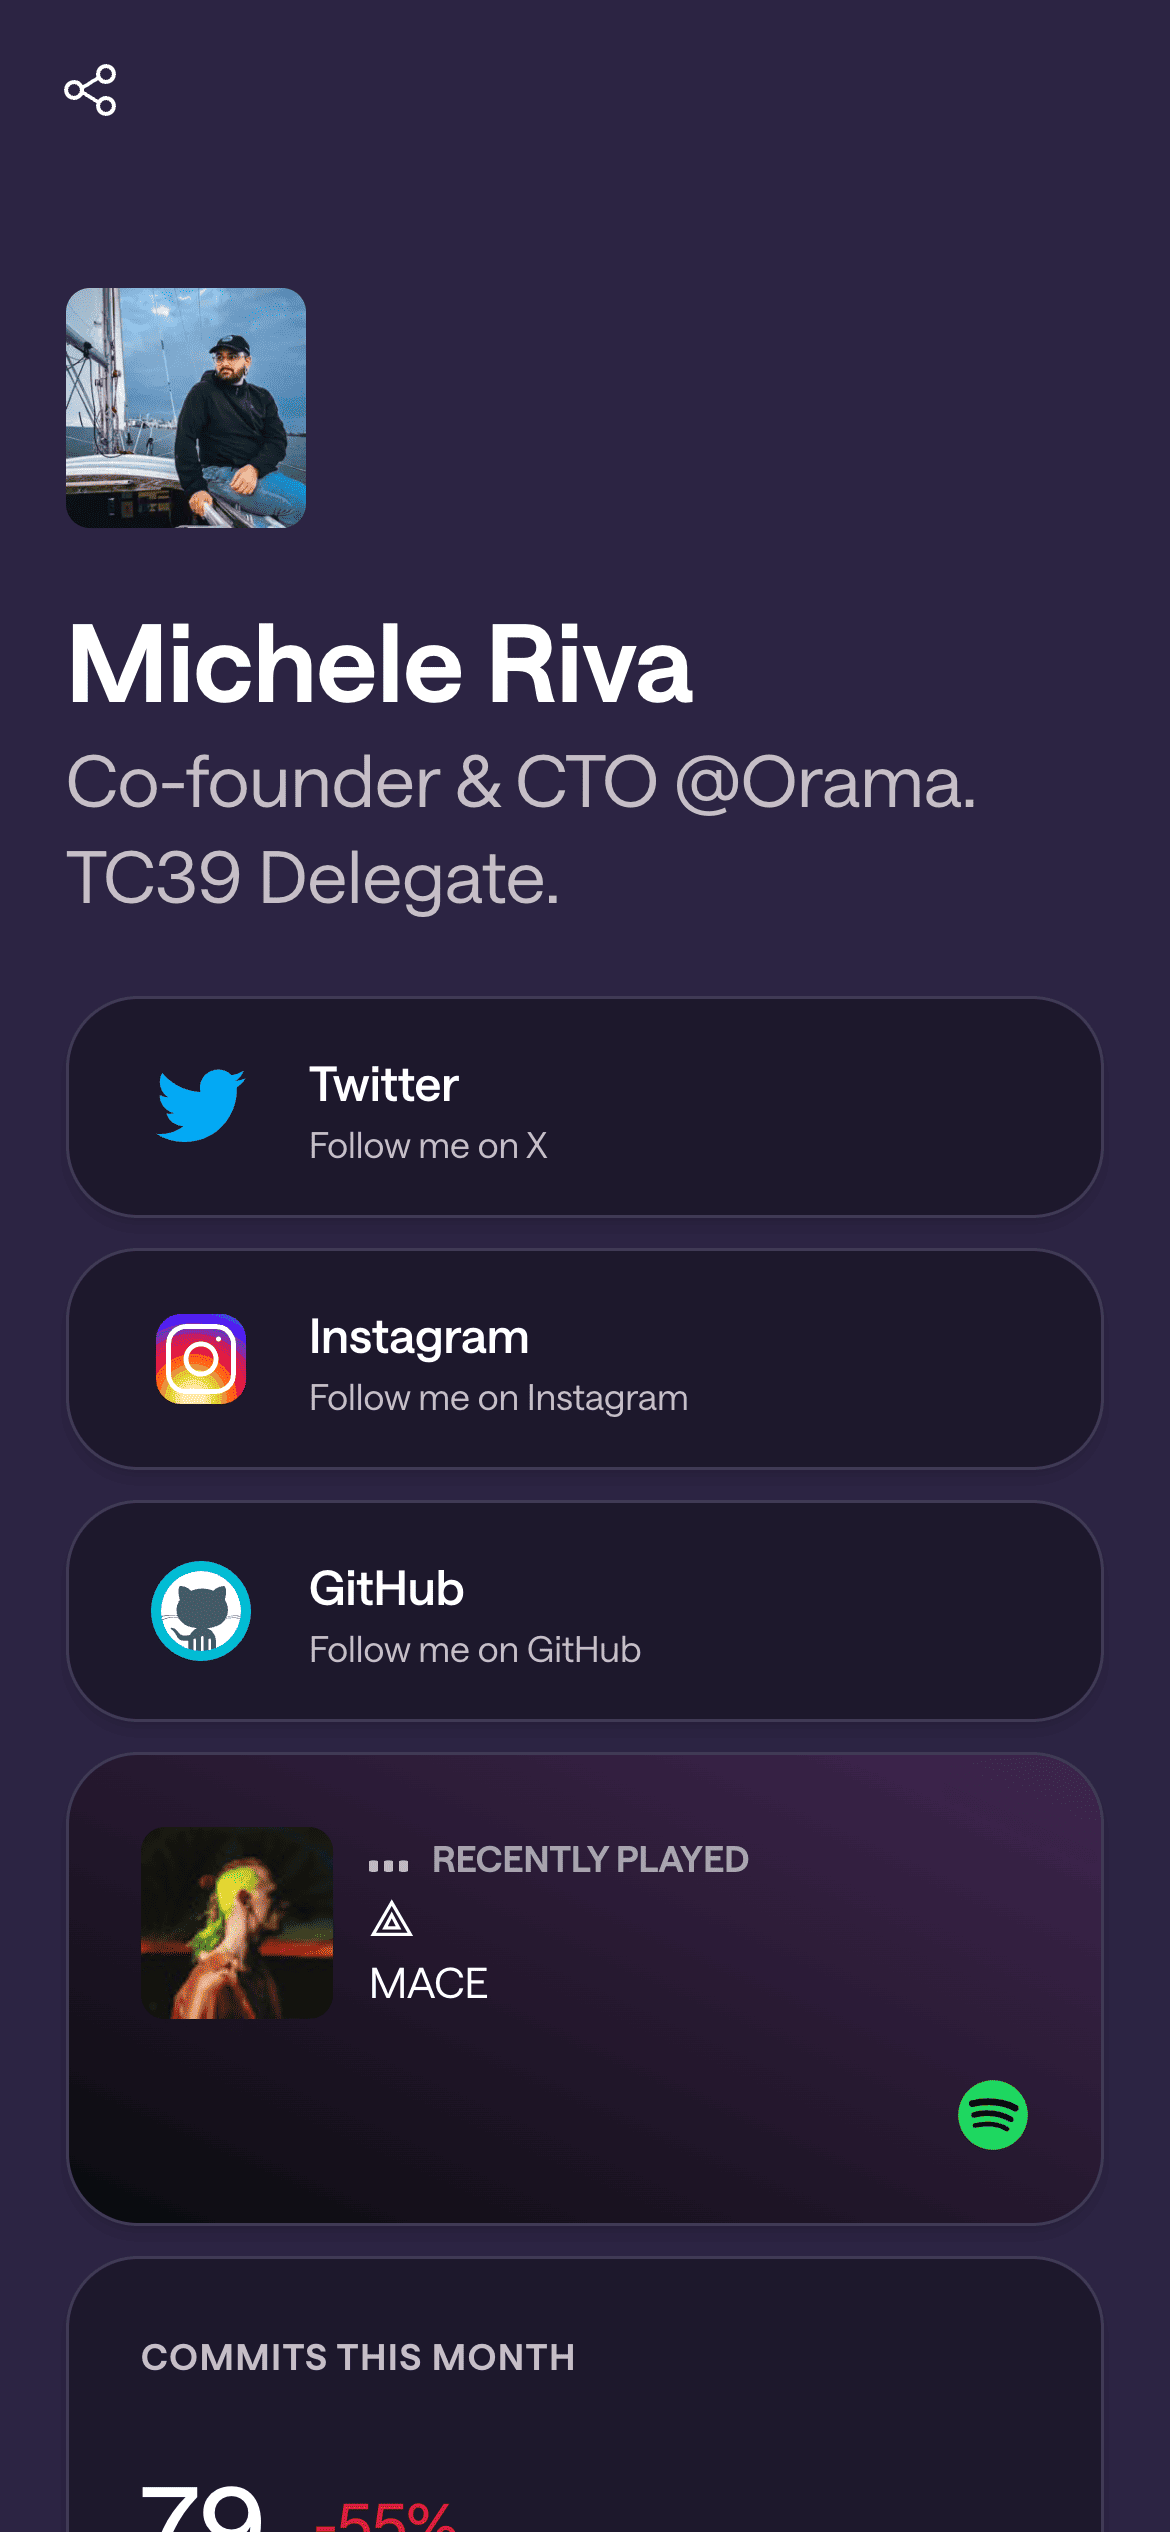 Michele Riva
Co-founder & CTO @Orama.
TC39 Delegate.
Twitter
Follow me on X
Instagram
Follow me on Instagram
GitHub
Follow me on GitHub
RECENTLY PLAYED
MACE
COMMITS THIS MONTH
79 -55%